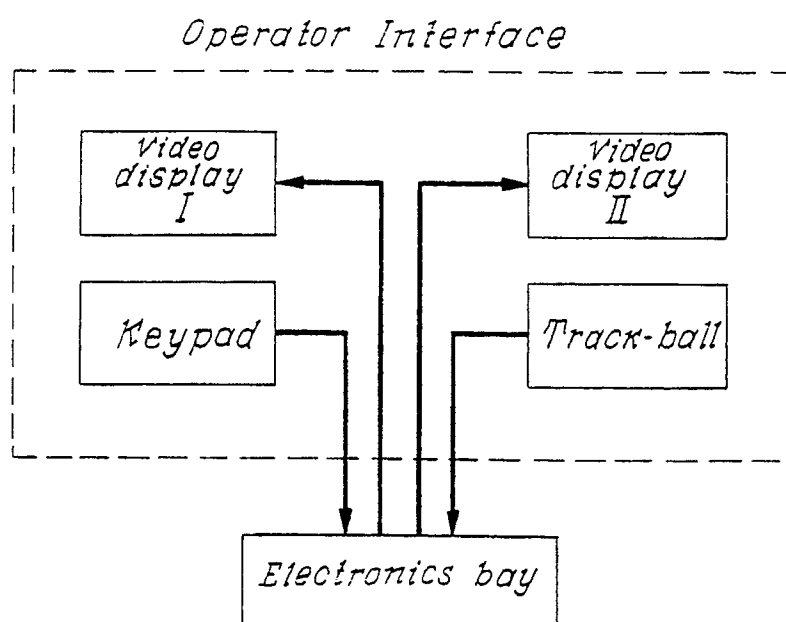 Operator Interface
Video
display
I
Video
display
II
Keypad
Track-ball
Electronics bay